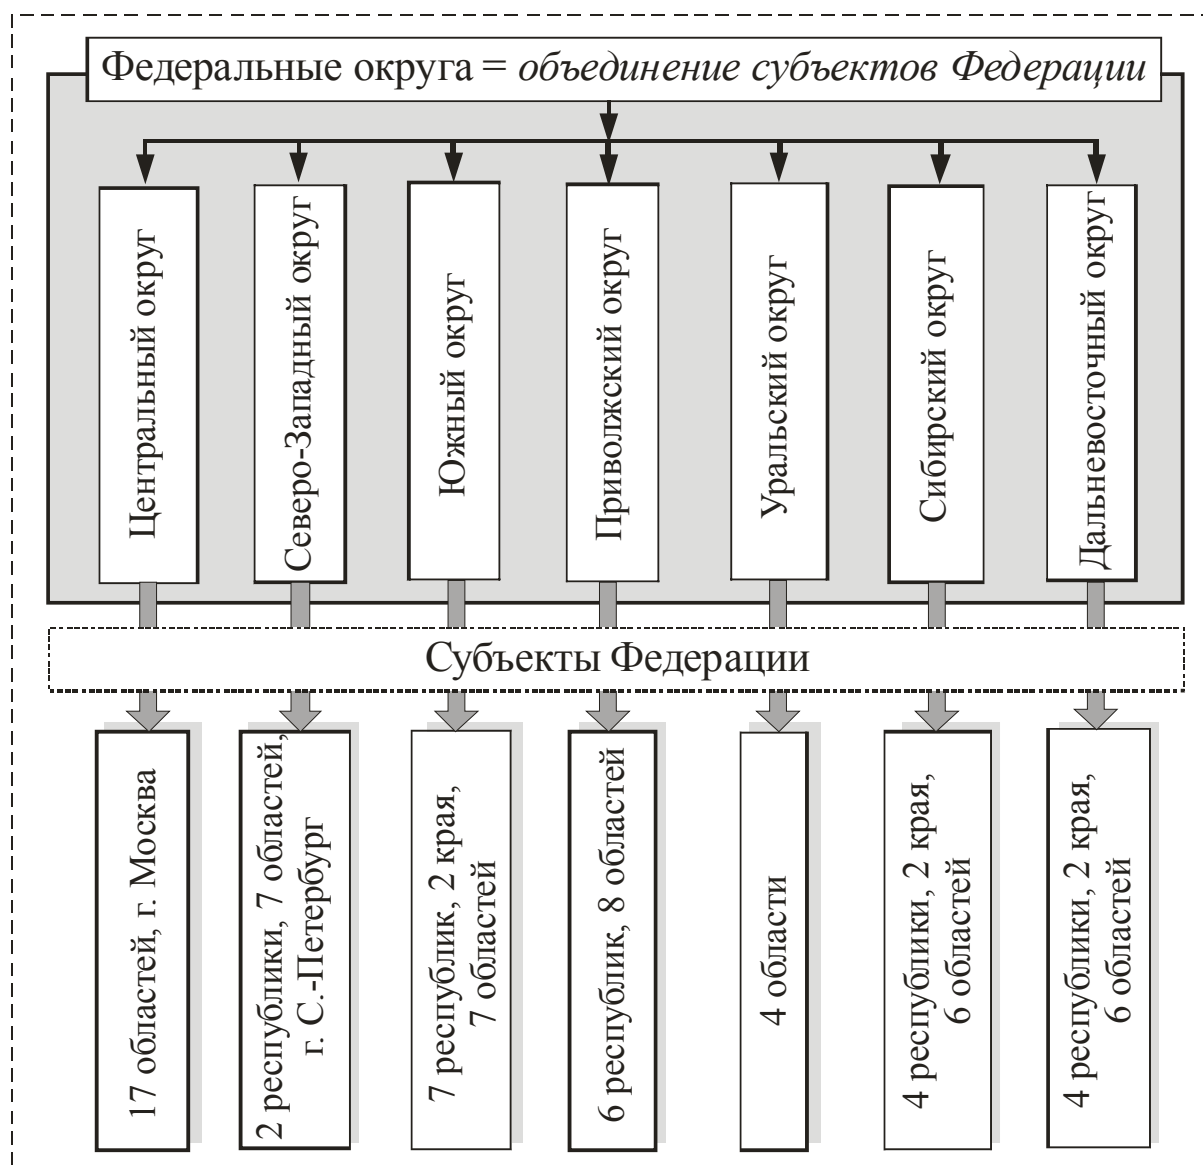 Федеральные округа = объединение субъектов Федерации
Центральный округ
Северо-Западный округ
Южный округ
Приволжский округ
Уральский округ
Сибирский округ
Дальневосточный округ
Субъекты Федерации
17 областей, г. Москва
2 республики, 7 областей,
г. С.-Петербург
7 республик, 2 края,
7 областей
6 республик, 8 областей
4 области
4 республики, 2 края,
6 областей
4 республики, 2 края,
6 областей